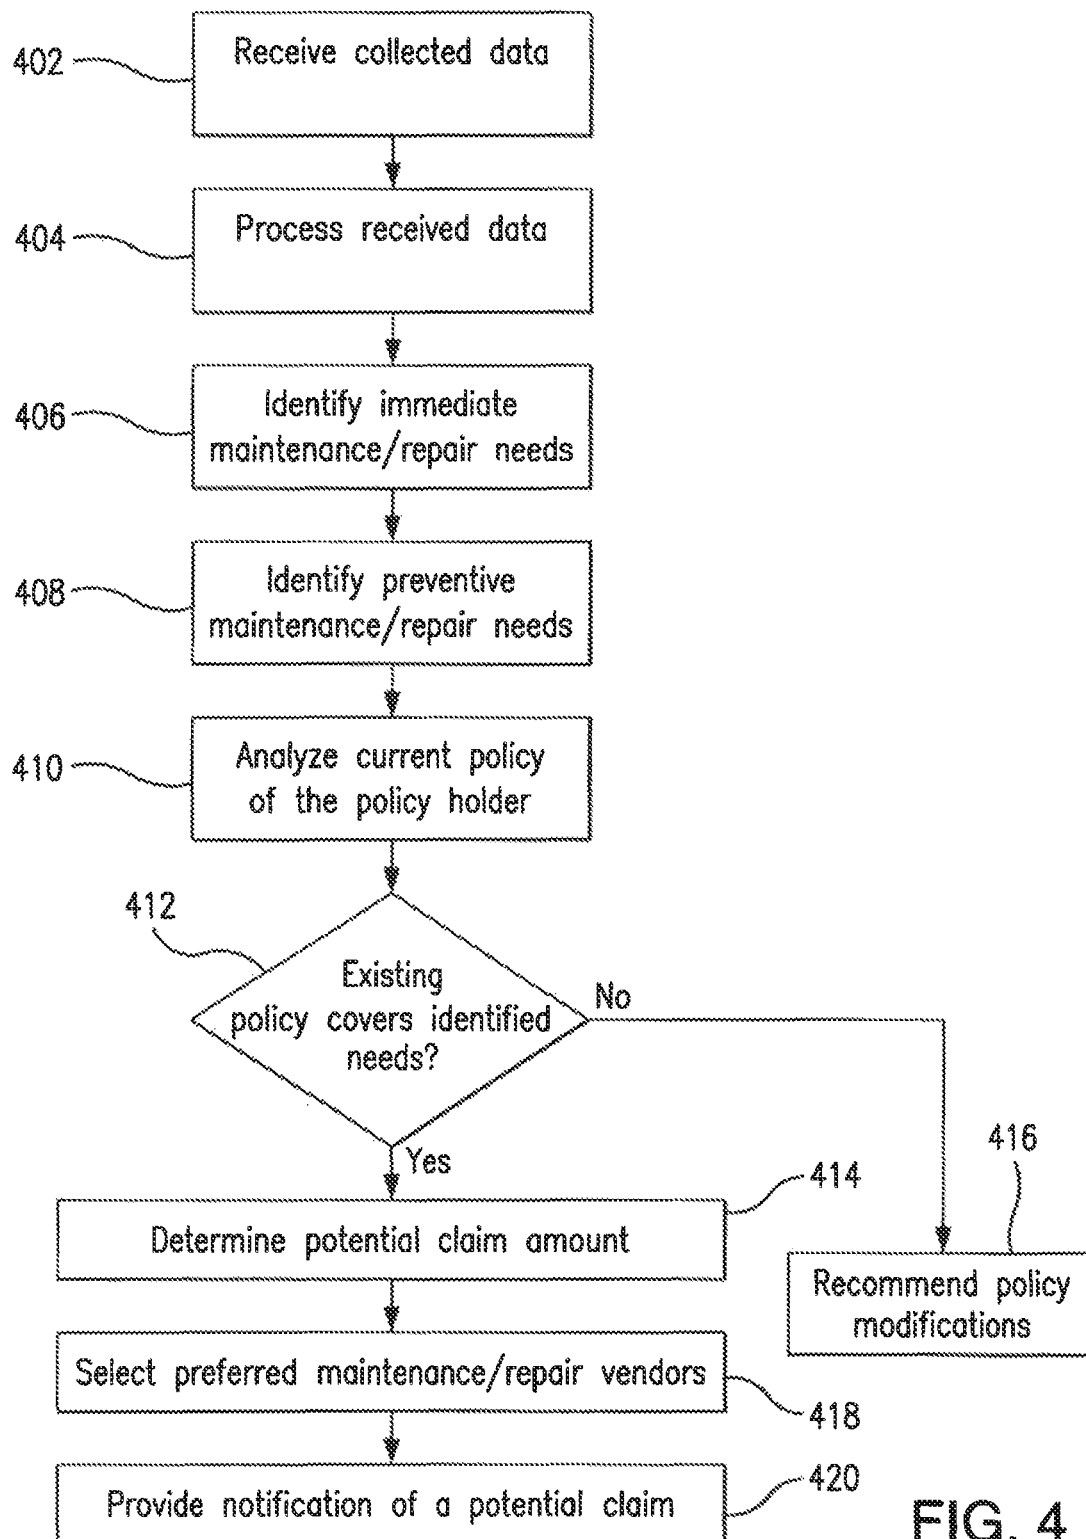 402
Receive collected data
404
Process received data
406
Identify immediate
maintenance/repair needs
408
Identify preventive
maintenance/repair needs
410
Analyze current policy
of the policy holder
412
Existing
policy covers identified
needs?
No
Yes
416
414
Determine potential claim amount
Recommend policy
modifications
Select preferred maintenance/repair vendors
418
420
Provide notification of a potential claim
FIG. 4